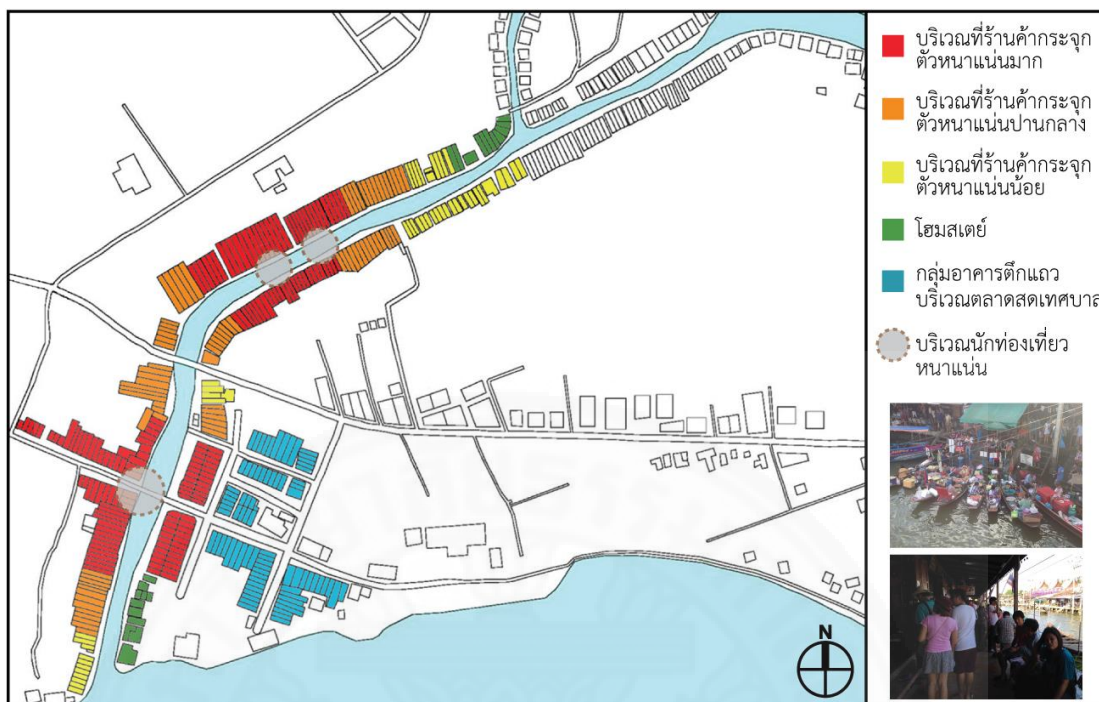 บริเวณที่ร้านค้ากระจุก
ตัวหนาแน่นมาก
บริเวณที่ร้านค้ากระจุก
ตัวหนาแน่นปานกลาง
บริเวณที่ร้านค้ากระจุก
ตัวหนาแน่นน้อย
โฮมสเตย์
กลุ่มอาคารตึกแถว
บริเวณตลาดสดเทศบาล
บริเวณนักท่องเที่ยว
หนาแน่น
N